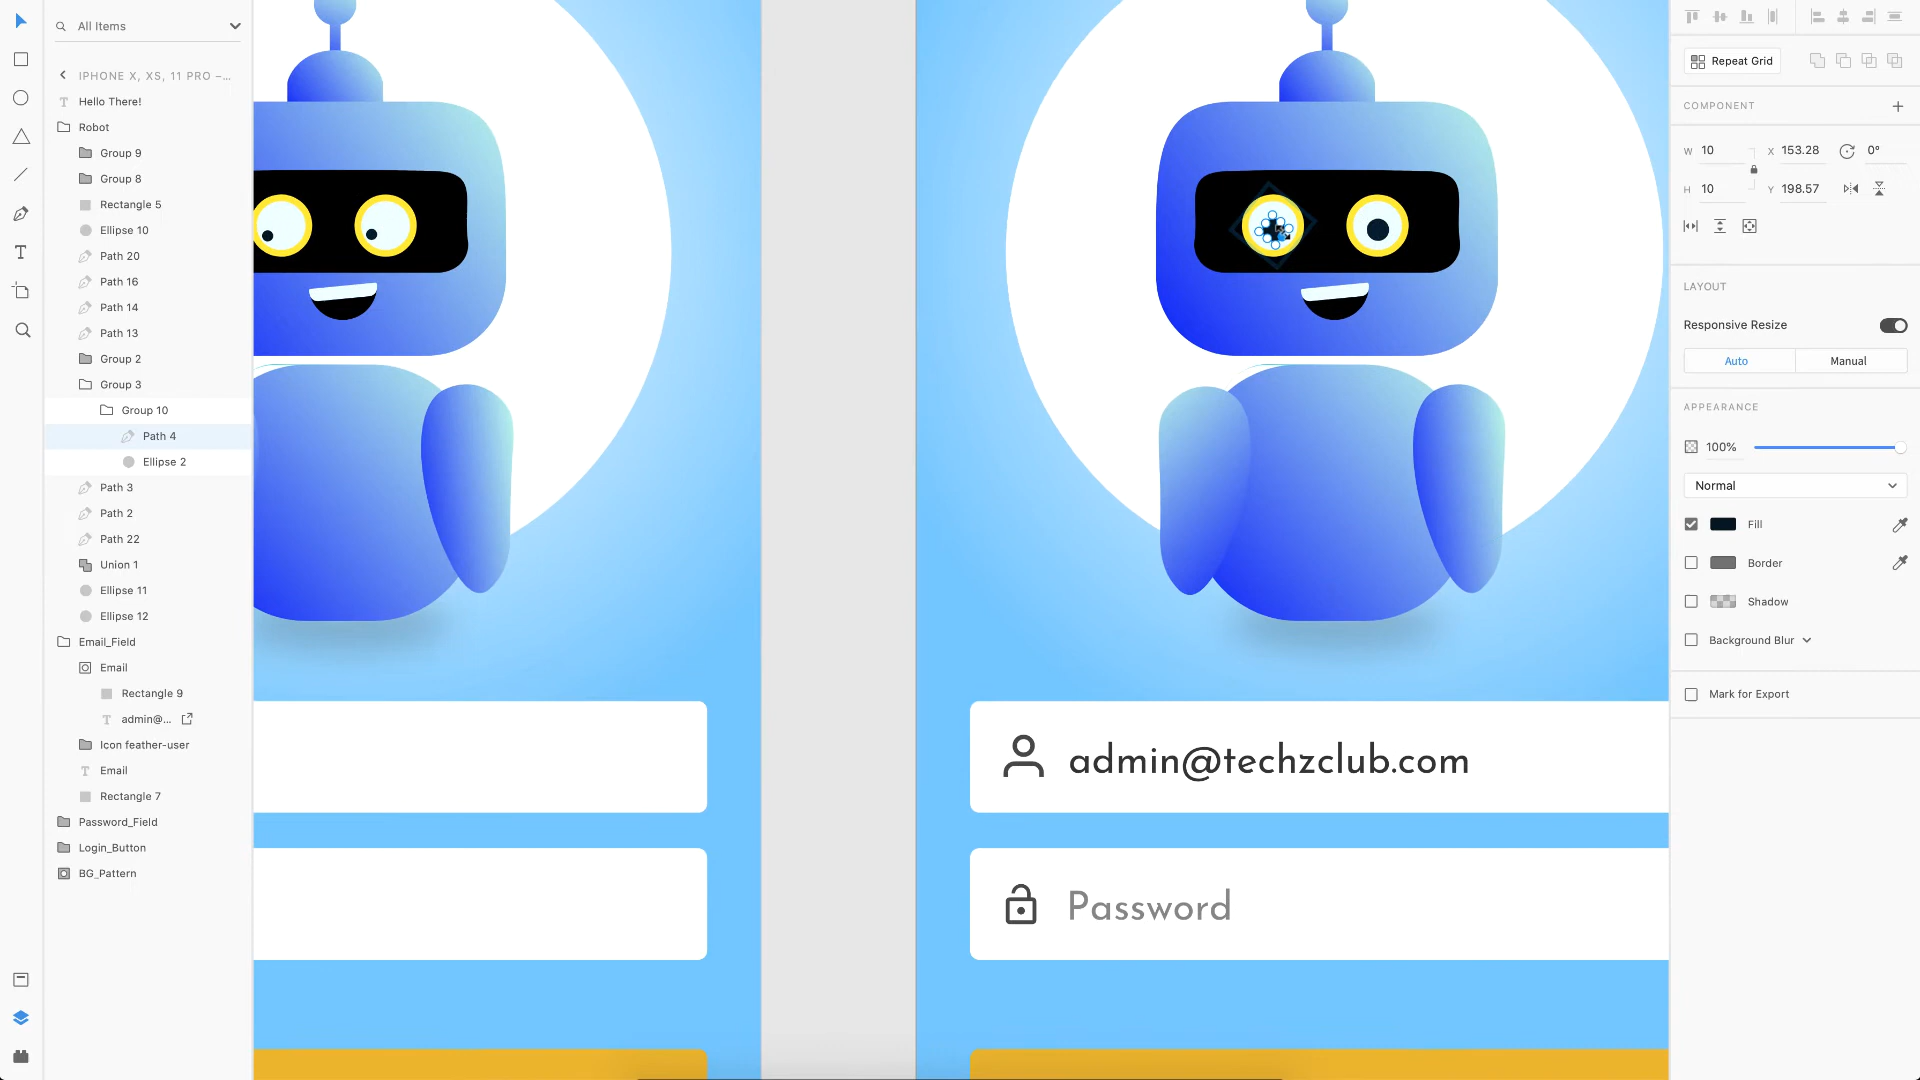 All Items
IPHONE X, XS, 11 PRO –...
Hello There!
Robot
Group 9
Group 8
Rectangle 5
Ellipse 10
Path 20
Path 16
Path 14
Path 13
Group 2
Group 3
Group 10
Path 4
Ellipse 2
Path 3
Path 2
Path 22
Union 1
Ellipse 11
Ellipse 12
Email_Field
Email
Rectangle 9
admin@...
Icon feather-user
Email
Rectangle 7
Password_Field
Login_Button
BG_Pattern
admin@techzclub.com
Password
Repeat Grid
COMPONENT
W 10 X 153.28 0°
H 10 Y 198.57
LAYOUT
Responsive Resize
Auto Manual
APPEARANCE
100%
Normal
Fill
Border
Shadow
Background Blur
Mark for Export